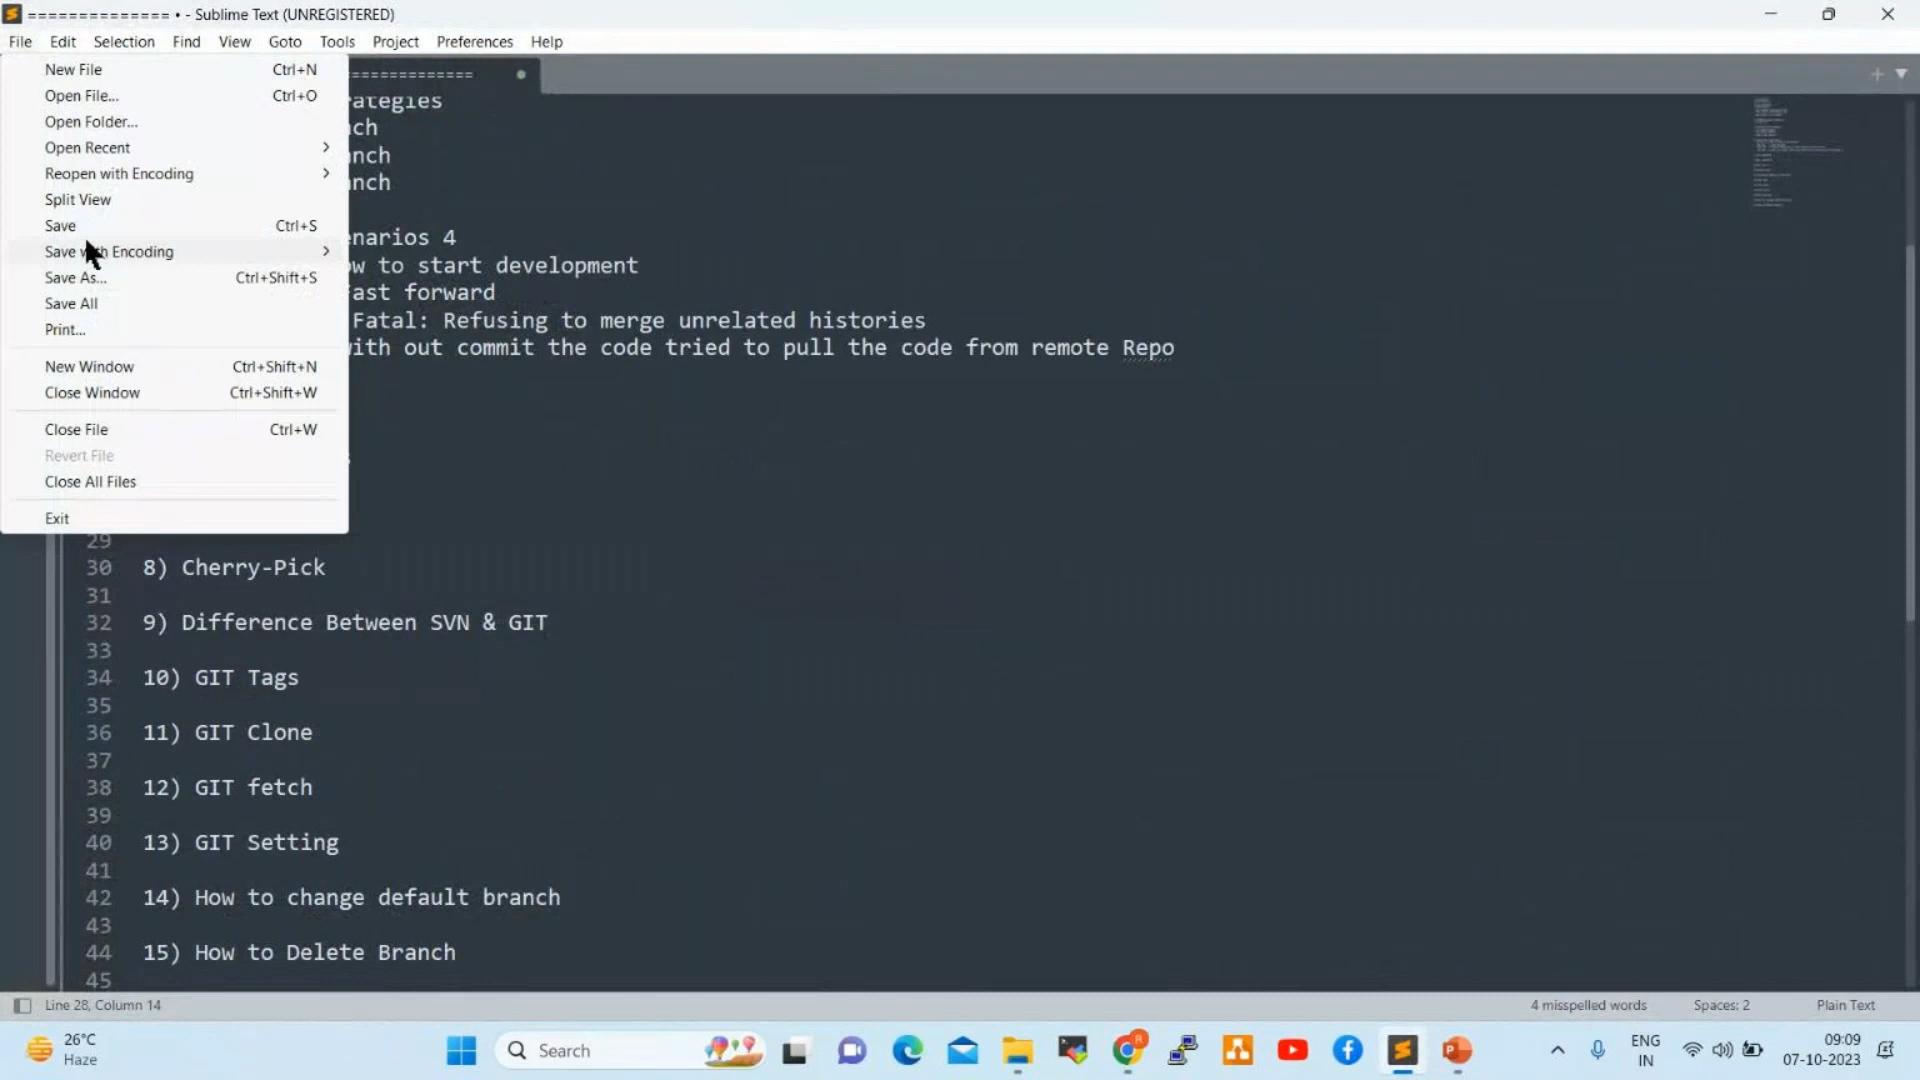 ============== • - Sublime Text (UNREGISTERED)
File Edit Selection Find View Goto Tools Project Preferences Help
New File Ctrl+N
Open File... Ctrl+O
Open Folder...
Open Recent
Reopen with Encoding
Split View
Save Ctrl+S
Save with Encoding
Save As... Ctrl+Shift+S
Save All
Print...
New Window Ctrl+Shift+N
Close Window Ctrl+Shift+W
Close File Ctrl+W
Revert File
Close All Files
Exit
ategies
ch
nch
nch
enarios 4
ow to start development
fast forward
Fatal: Refusing to merge unrelated histories
with out commit the code tried to pull the code from remote Repo
29
30 8) Cherry-Pick
31
32 9) Difference Between SVN & GIT
33
34 10) GIT Tags
35
36 11) GIT Clone
37
38 12) GIT fetch
39
40 13) GIT Setting
41
42 14) How to change default branch
43
44 15) How to Delete Branch
45
Line 28, Column 14
4 misspelled words
Spaces: 2
Plain Text
26°C
Haze
Search
ENG
IN
09:09
07-10-2023